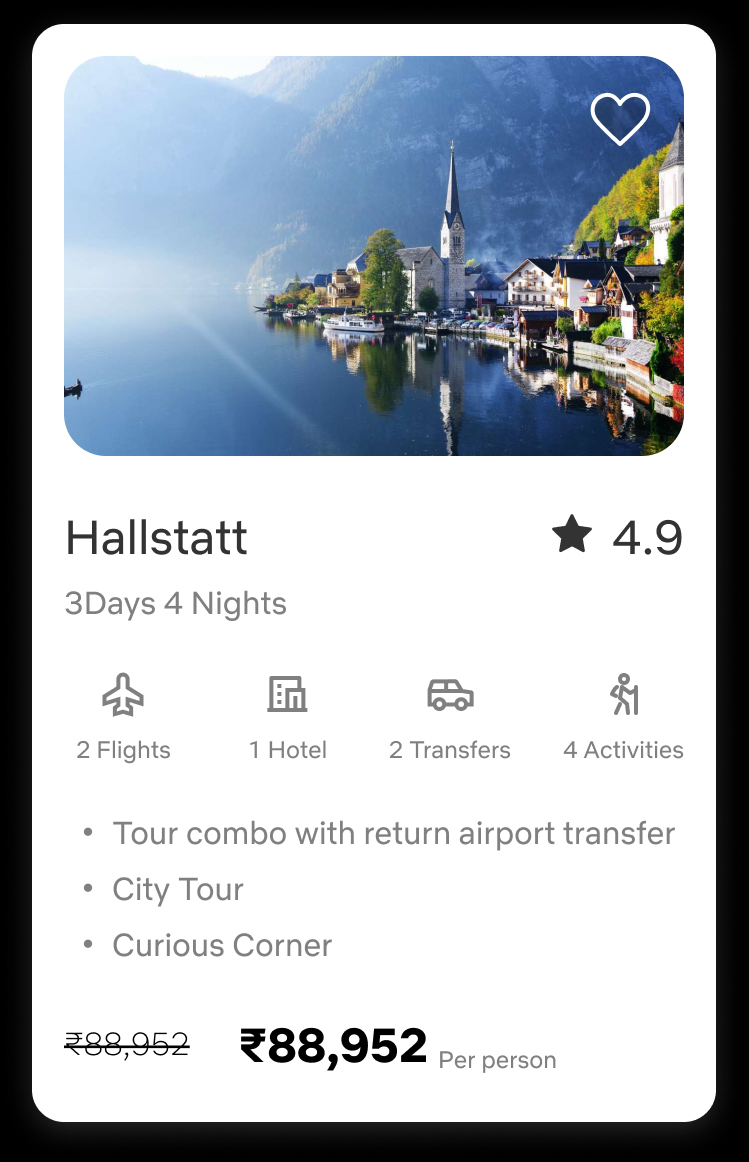 Hallstatt ★ 4.9
3Days 4 Nights
2 Flights 1 Hotel 2 Transfers 4 Activities
• Tour combo with return airport transfer
• City Tour
• Curious Corner
₹88,952 ₹88,952 Per person